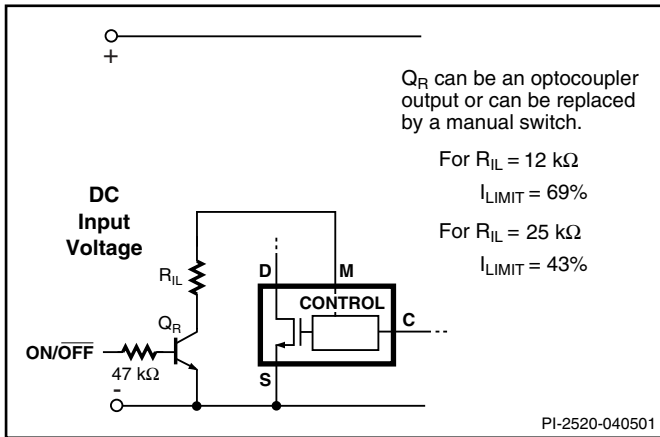 +
Q_R can be an optocoupler
output or can be replaced
by a manual switch.
For R_IL = 12 kΩ
I_LIMIT = 69%
For R_IL = 25 kΩ
I_LIMIT = 43%
DC
Input
Voltage
R_IL
D
M
CONTROL
C
Q_R
ON/OFF
47 kΩ
S
-
PI-2520-040501